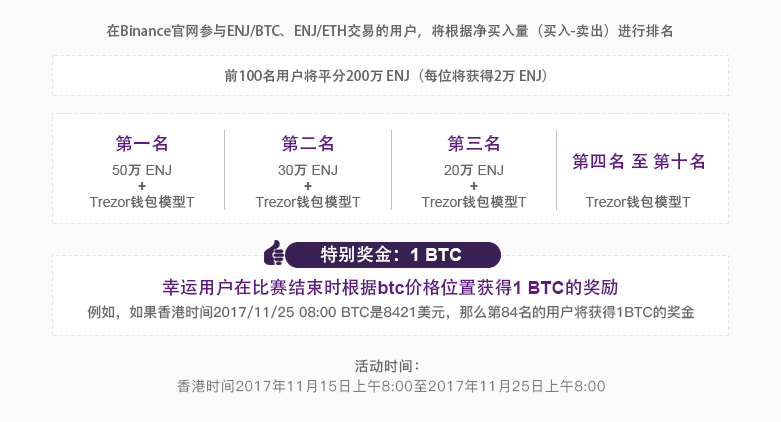 在Binance官网参与ENJ/BTC、ENJ/ETH交易的用户，将根据净买入量（买入-卖出）进行排名
前100名用户将平分200万 ENJ（每位将获得2万 ENJ）
第一名
50万 ENJ
+
Trezor钱包模型T
第二名
30万 ENJ
+
Trezor钱包模型T
第三名
20万 ENJ
+
Trezor钱包模型T
第四名 至 第十名
Trezor钱包模型T
特别奖金：1 BTC
幸运用户在比赛结束时根据btc价格位置获得1 BTC的奖励
例如，如果香港时间2017/11/25 08:00 BTC是8421美元，那么第84名的用户将获得1BTC的奖金
活动时间：
香港时间2017年11月15日上午8:00至2017年11月25日上午8:00